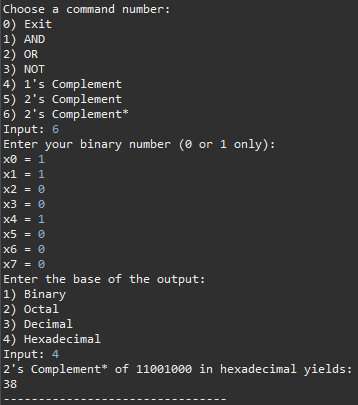 Choose a command number:
0) Exit
1) AND
2) OR
3) NOT
4) 1's Complement
5) 2's Complement
6) 2's Complement*
Input: 6
Enter your binary number (0 or 1 only):
x0 = 1
x1 = 1
x2 = 0
x3 = 0
x4 = 1
x5 = 0
x6 = 0
x7 = 0
Enter the base of the output:
1) Binary
2) Octal
3) Decimal
4) Hexadecimal
Input: 4
2's Complement* of 11001000 in hexadecimal yields:
38
--------------------------------